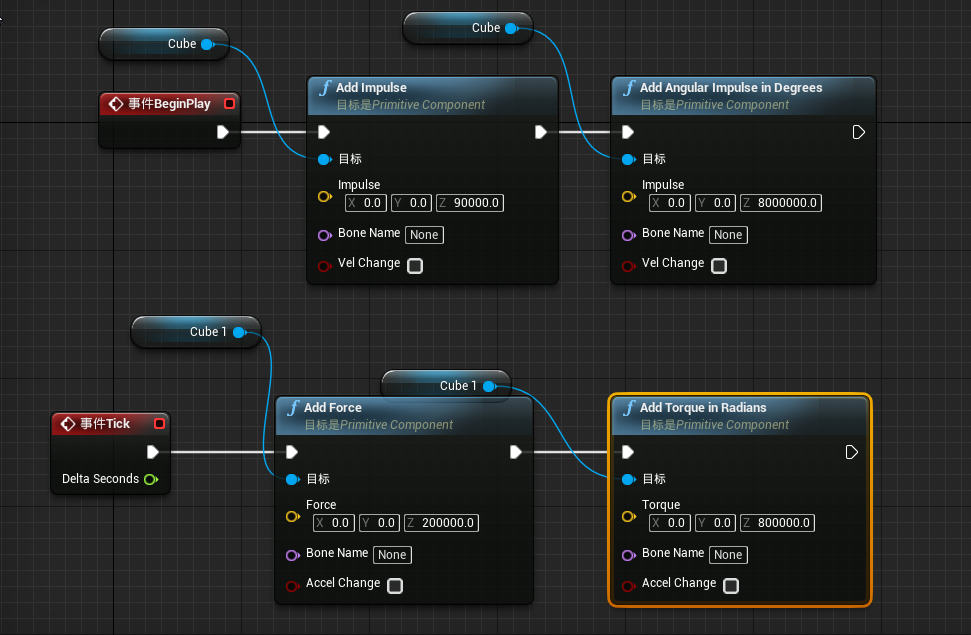 Cube
Cube
事件BeginPlay
Add Impulse
目标是Primitive Component
目标
Impulse
X 0.0 Y 0.0 Z 90000.0
Bone Name None
Vel Change
Add Angular Impulse in Degrees
目标是Primitive Component
目标
Impulse
X 0.0 Y 0.0 Z 8000000.0
Bone Name None
Vel Change
Cube 1
Cube 1
事件Tick
Delta Seconds
Add Force
目标是Primitive Component
目标
Force
X 0.0 Y 0.0 Z 200000.0
Bone Name None
Accel Change
Add Torque in Radians
目标是Primitive Component
目标
Torque
X 0.0 Y 0.0 Z 800000.0
Bone Name None
Accel Change